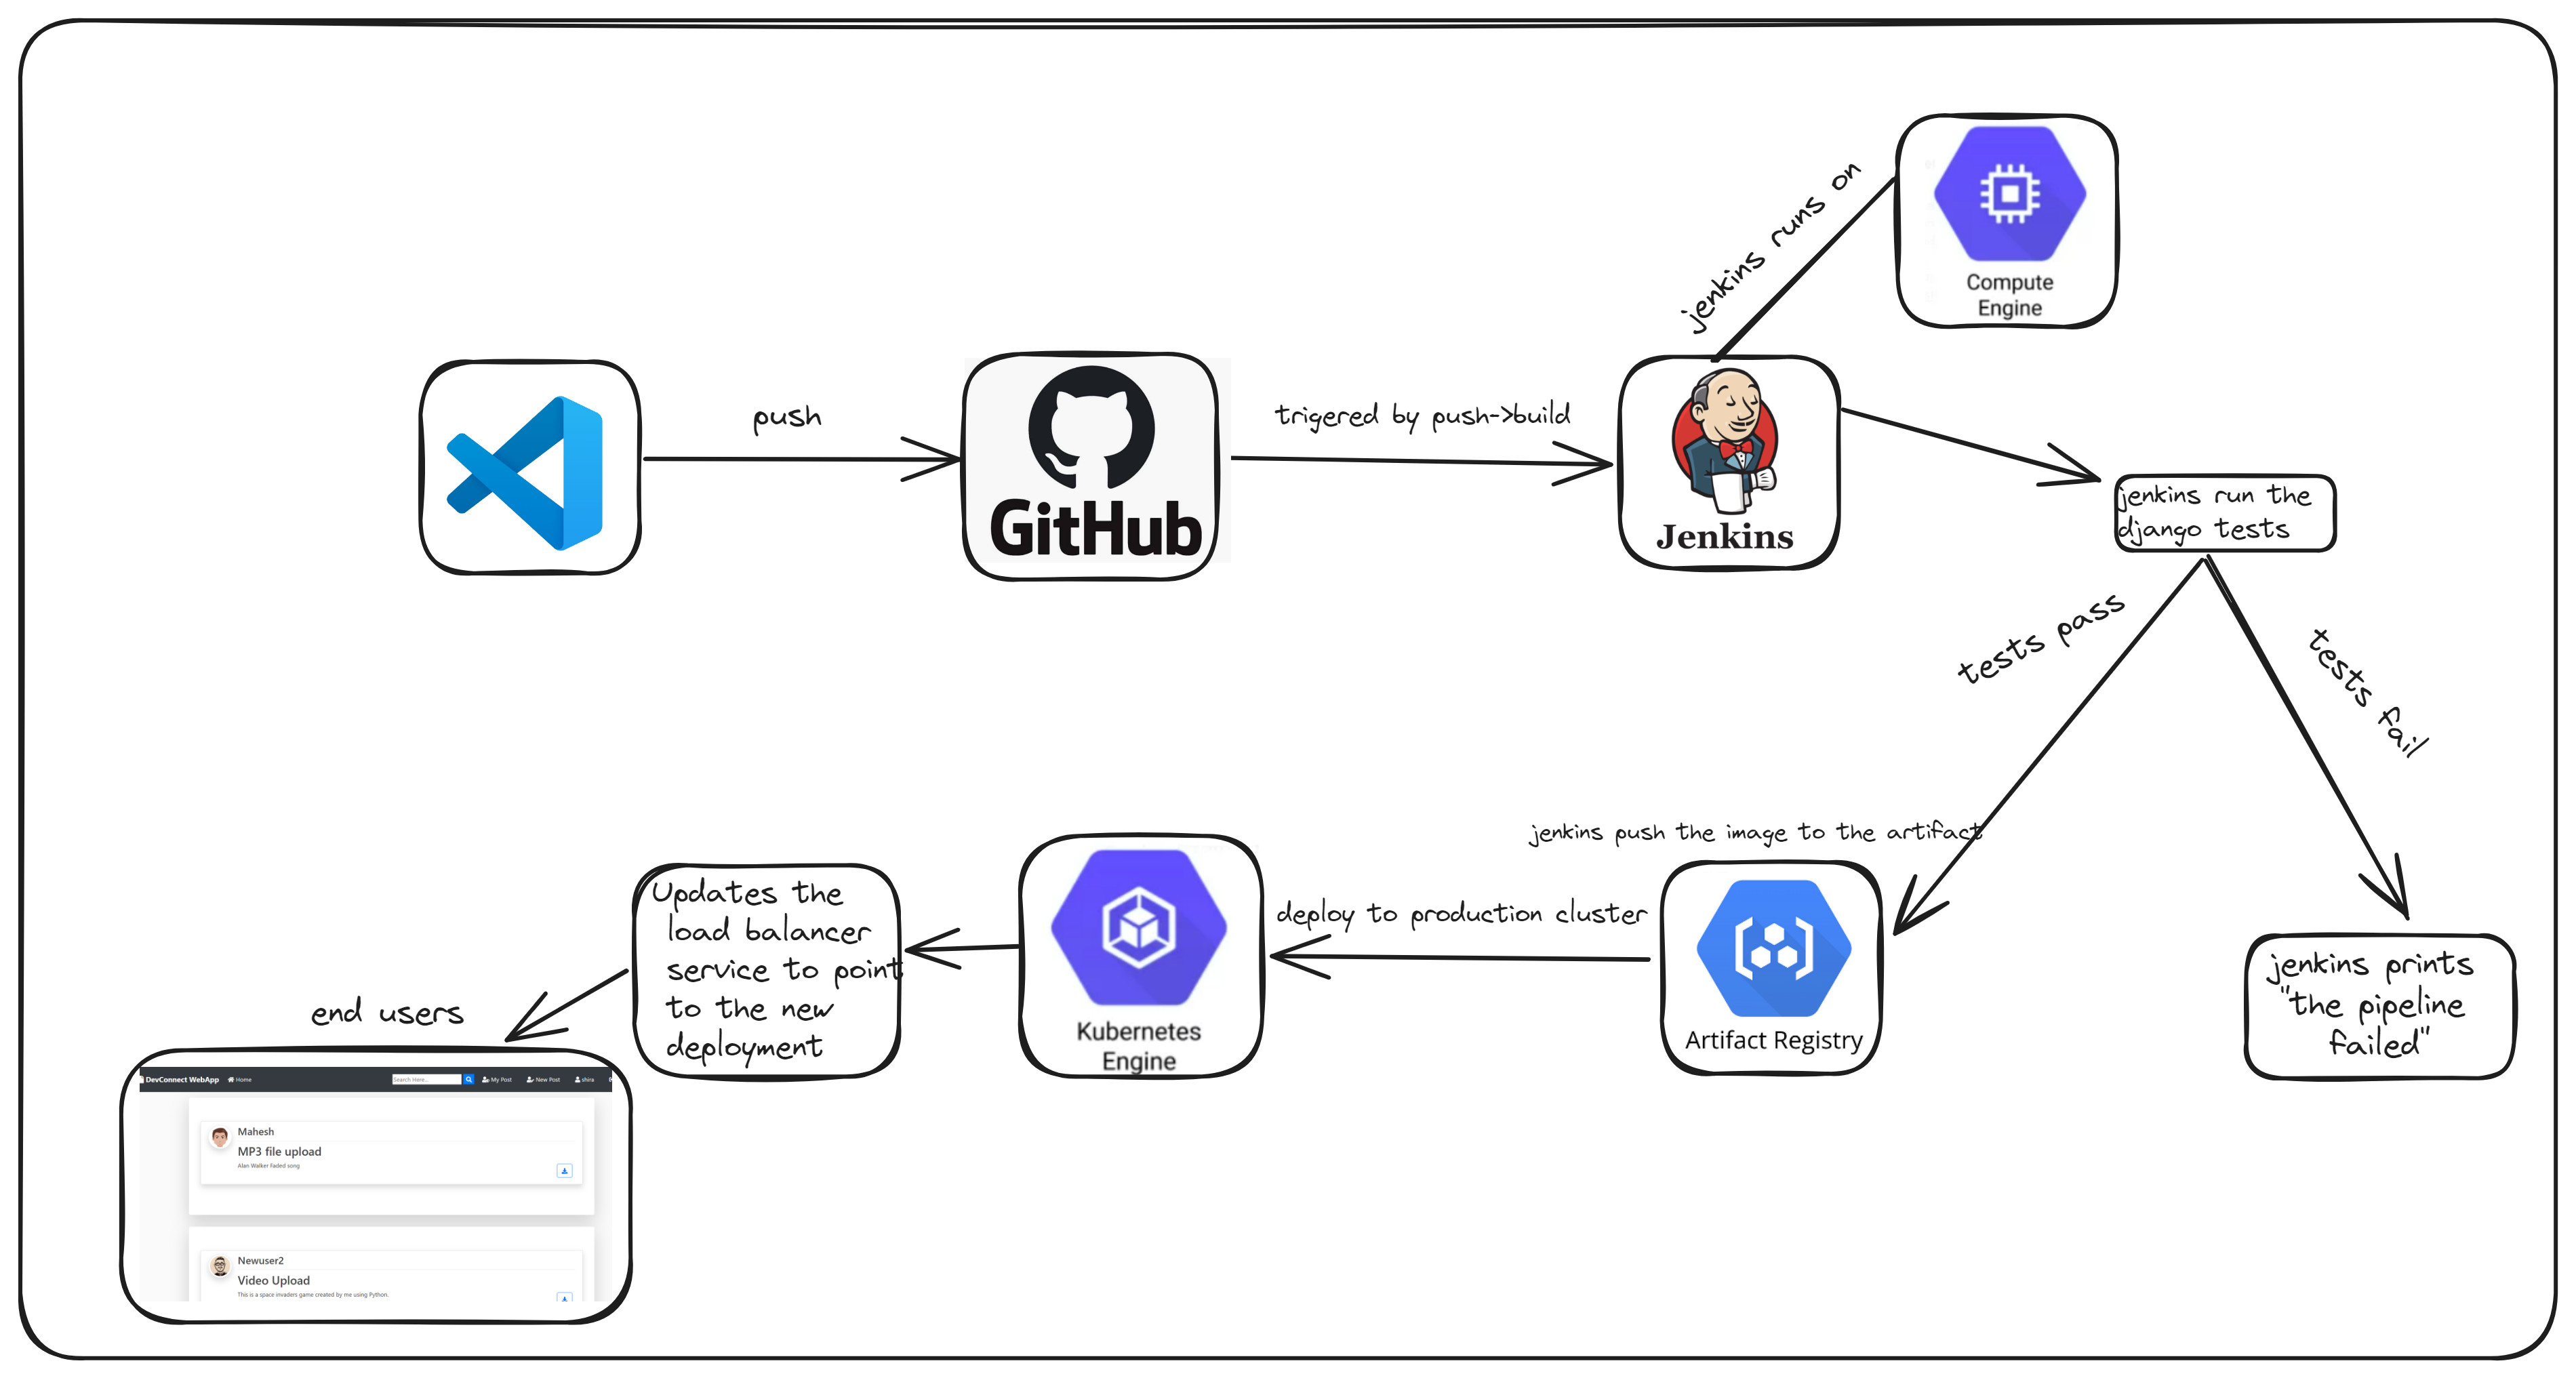 jenkins runs on
Compute
Engine
push
GitHub
trigered by push->build
Jenkins
jenkins run the
django tests
tests pass
tests fail
jenkins push the image to the artifact
Artifact Registry
jenkins prints
"the pipeline
failed"
deploy to production cluster
Kubernetes
Engine
Updates the
load balancer
service to point
to the new
deployment
end users
DevConnect WebApp Home Search Here... My Post New Post shira
Mahesh
MP3 file upload
Alan Walker Faded song
Newuser2
Video Upload
This is a space invaders game created by me using Python.